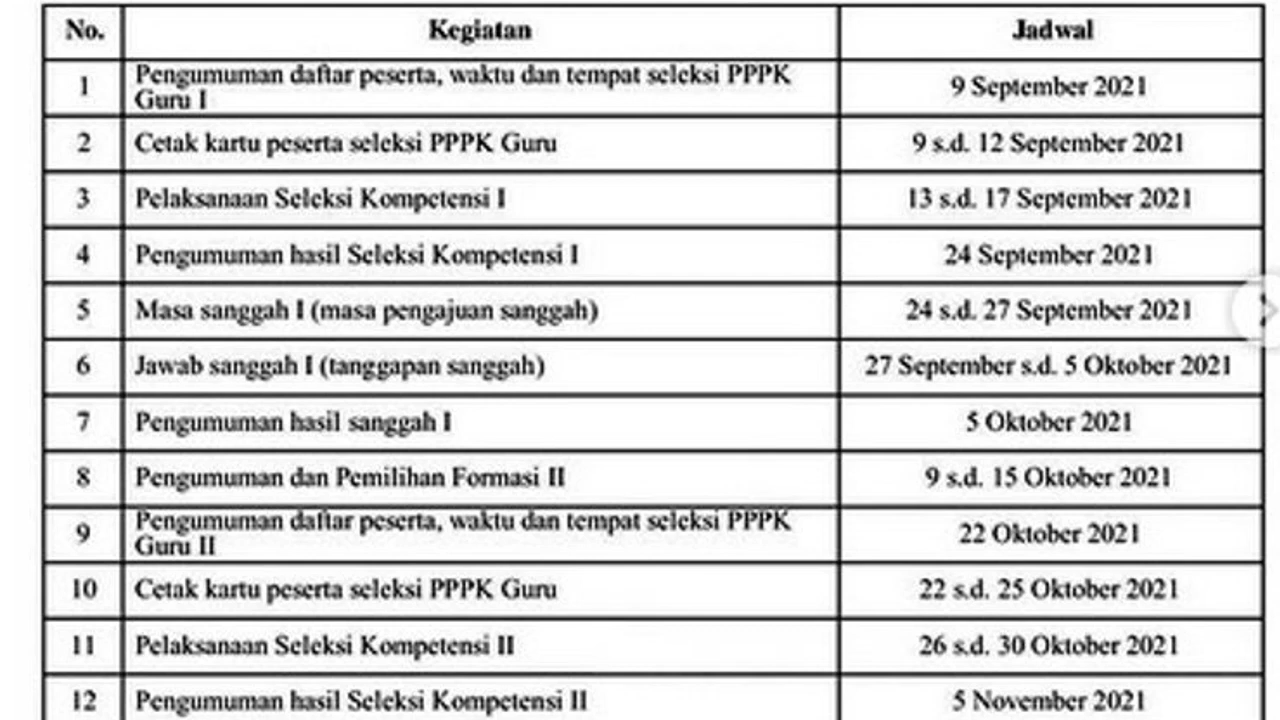 No. Kegiatan Jadwal
1 Pengumuman daftar peserta, waktu dan tempat seleksi PPPK Guru I 9 September 2021
2 Cetak kartu peserta seleksi PPPK Guru 9 s.d. 12 September 2021
3 Pelaksanaan Seleksi Kompetensi I 13 s.d. 17 September 2021
4 Pengumuman hasil Seleksi Kompetensi I 24 September 2021
5 Masa sanggah I (masa pengajuan sanggah) 24 s.d. 27 September 2021
6 Jawab sanggah I (tanggapan sanggah) 27 September s.d. 5 Oktober 2021
7 Pengumuman hasil sanggah I 5 Oktober 2021
8 Pengumuman dan Pemilihan Formasi II 9 s.d. 15 Oktober 2021
9 Pengumuman daftar peserta, waktu dan tempat seleksi PPPK Guru II 22 Oktober 2021
10 Cetak kartu peserta seleksi PPPK Guru 22 s.d. 25 Oktober 2021
11 Pelaksanaan Seleksi Kompetensi II 26 s.d. 30 Oktober 2021
12 Pengumuman hasil Seleksi Kompetensi II 5 November 2021